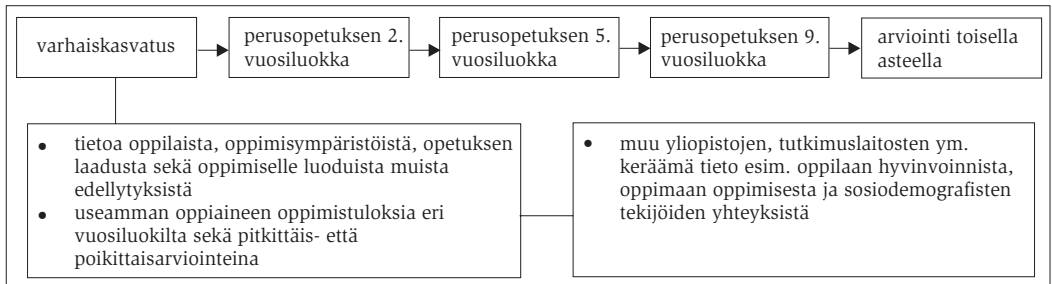 varhaiskasvatus
perusopetuksen 2.
vuosiluokka
perusopetuksen 5.
vuosiluokka
perusopetuksen 9.
vuosiluokka
arviointi toisella
asteella
• tietoa oppilaista, oppimisympäristöistä, opetuksen
laadusta sekä oppimiselle luoduista muista
edellytyksistä
• useamman oppiaineen oppimistuloksia eri
vuosiluokilta sekä pitkittäis- että
poikittaisarviointeina
• muu yliopistojen, tutkimuslaitosten ym.
keräämä tieto esim. oppilaan hyvinvoinnista,
oppimaan oppimisesta ja sosiodemografisten
tekijöiden yhteyksistä